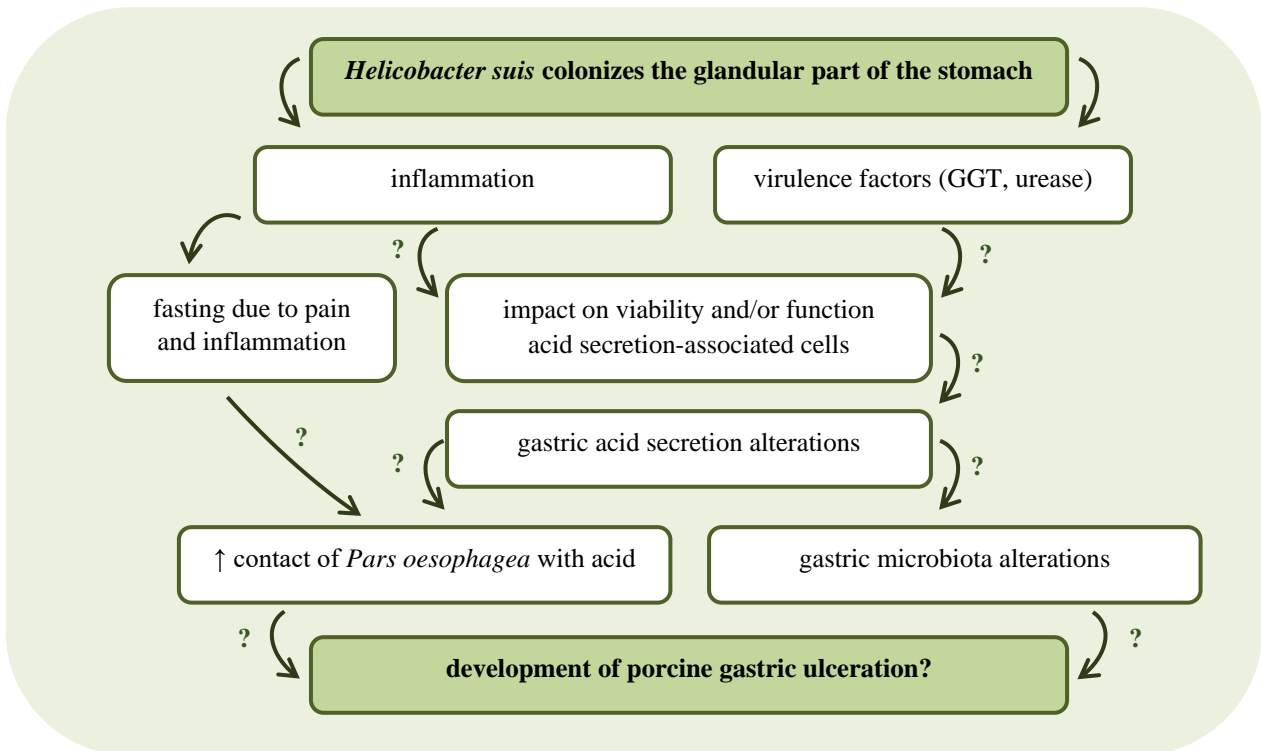 Helicobacter suis colonizes the glandular part of the stomach
inflammation
virulence factors (GGT, urease)
?
?
fasting due to pain
and inflammation
impact on viability and/or function
acid secretion-associated cells
?
gastric acid secretion alterations
?
?
?
↑ contact of Pars oesophagea with acid
gastric microbiota alterations
?
?
development of porcine gastric ulceration?